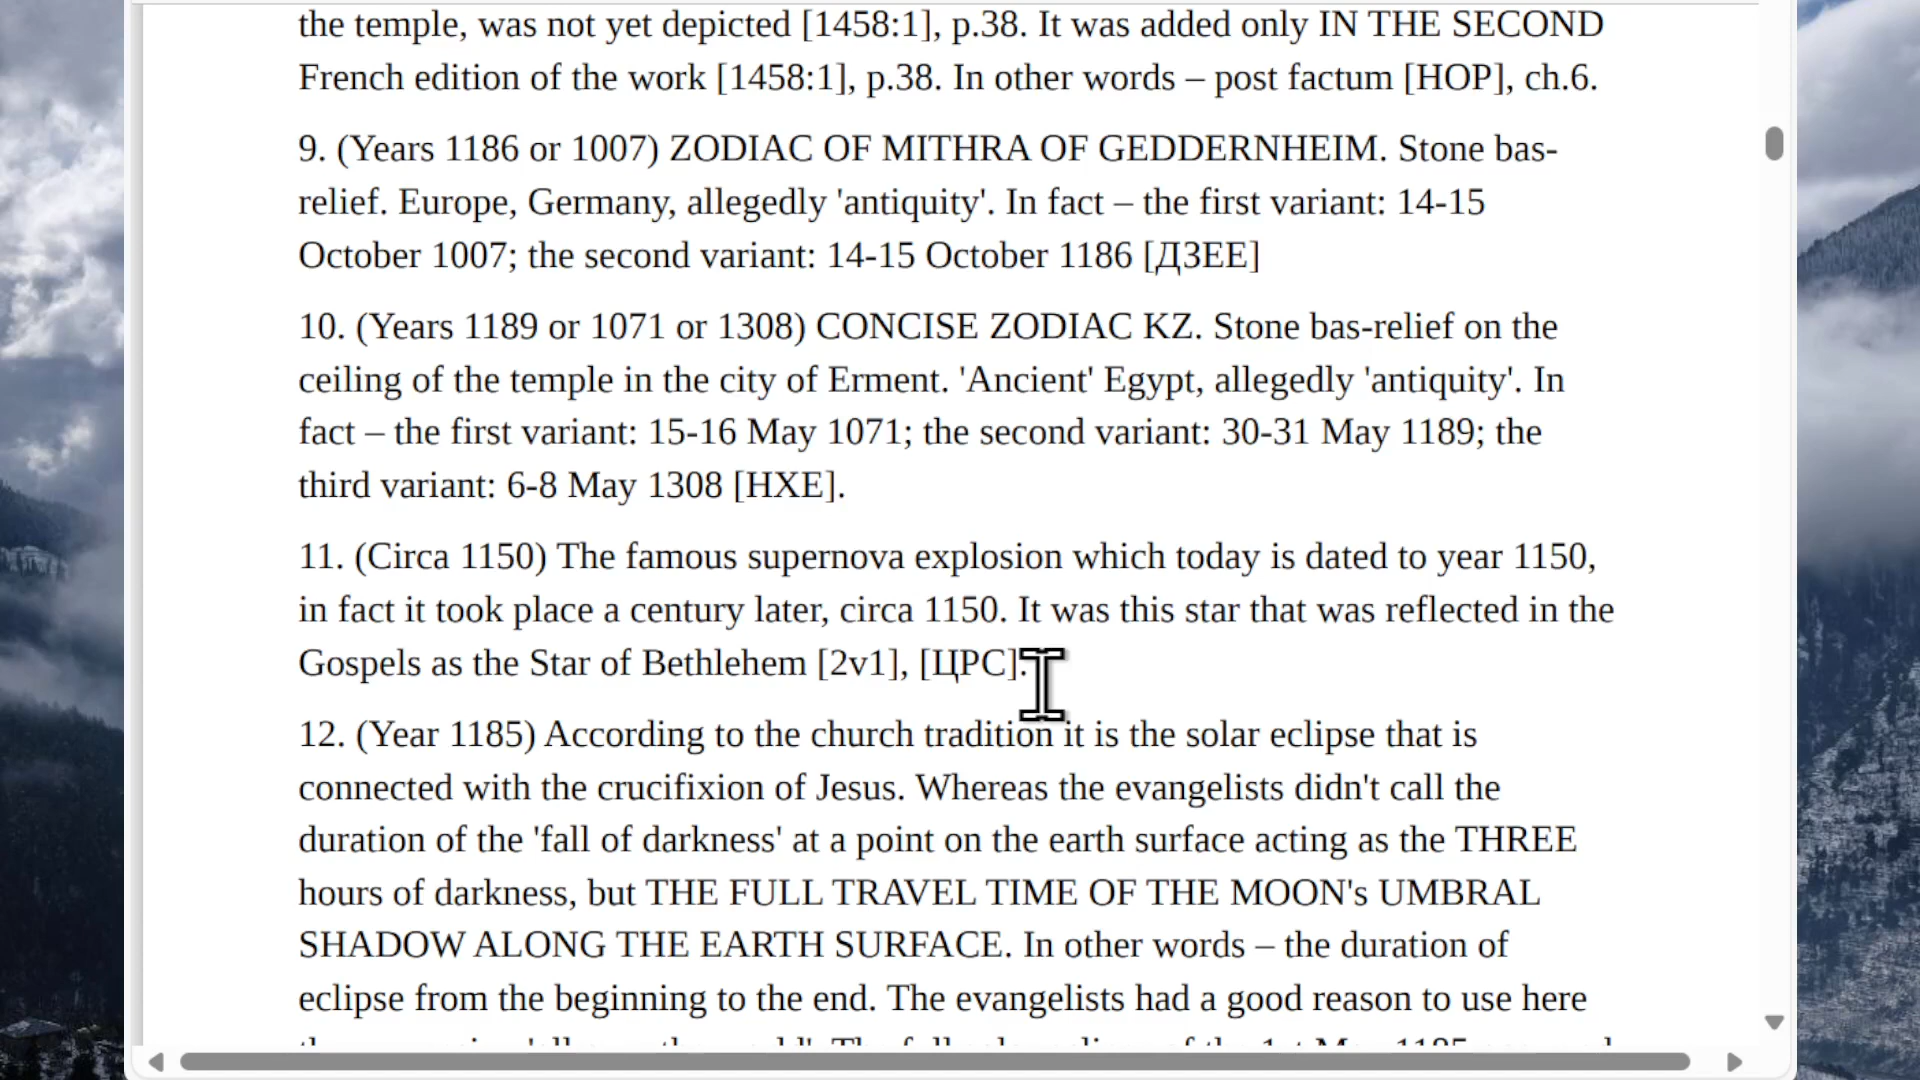 the temple, was not yet depicted [1458:1], p.38. It was added only IN THE SECOND
French edition of the work [1458:1], p.38. In other words – post factum [HOP], ch.6.
9. (Years 1186 or 1007) ZODIAC OF MITHRA OF GEDDERNHEIM. Stone bas-
relief. Europe, Germany, allegedly 'antiquity'. In fact – the first variant: 14-15
October 1007; the second variant: 14-15 October 1186 [ДЗЕЕ]
10. (Years 1189 or 1071 or 1308) CONCISE ZODIAC KZ. Stone bas-relief on the
ceiling of the temple in the city of Erment. 'Ancient' Egypt, allegedly 'antiquity'. In
fact – the first variant: 15-16 May 1071; the second variant: 30-31 May 1189; the
third variant: 6-8 May 1308 [НХЕ].
11. (Circa 1150) The famous supernova explosion which today is dated to year 1150,
in fact it took place a century later, circa 1150. It was this star that was reflected in the
Gospels as the Star of Bethlehem [2v1], [ЦРС].
12. (Year 1185) According to the church tradition it is the solar eclipse that is
connected with the crucifixion of Jesus. Whereas the evangelists didn't call the
duration of the 'fall of darkness' at a point on the earth surface acting as the THREE
hours of darkness, but THE FULL TRAVEL TIME OF THE MOON's UMBRAL
SHADOW ALONG THE EARTH SURFACE. In other words – the duration of
eclipse from the beginning to the end. The evangelists had a good reason to use here